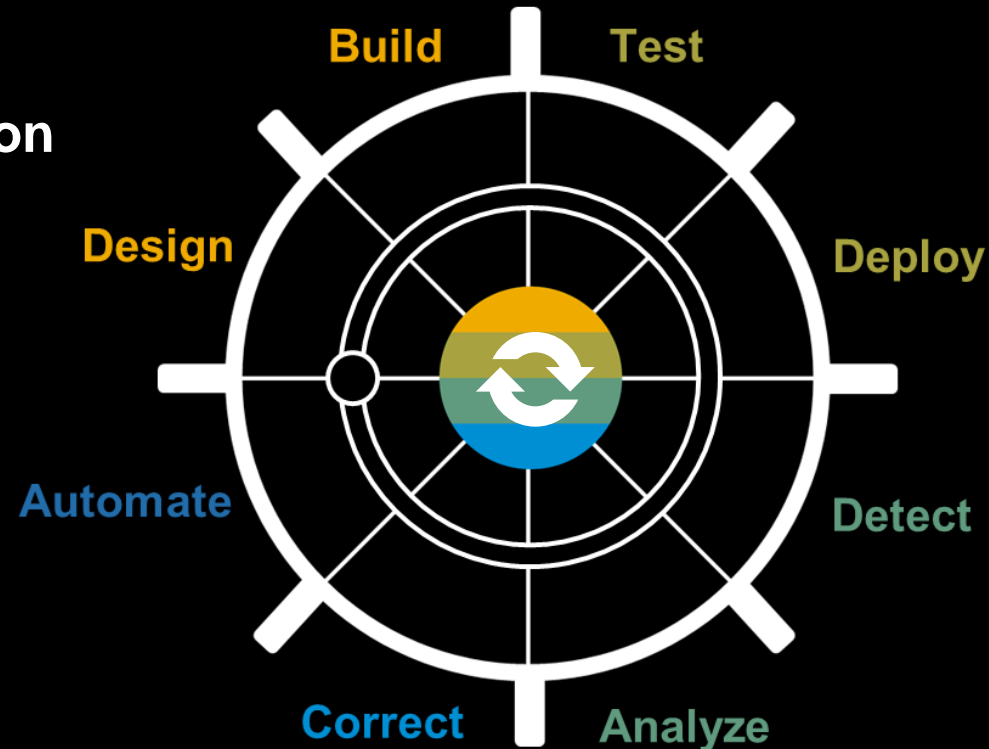 Build
Test
on
Design
Deploy
Automate
Detect
Correct
Analyze